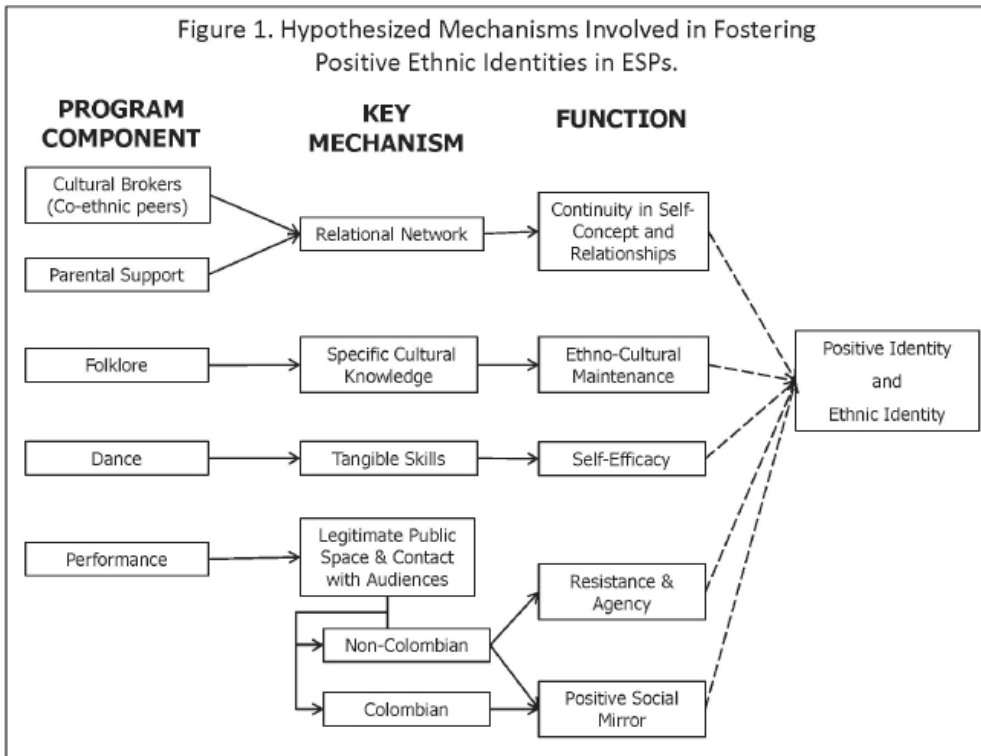 Figure 1. Hypothesized Mechanisms Involved in Fostering
Positive Ethnic Identities in ESPs.
PROGRAM
COMPONENT
KEY
MECHANISM
FUNCTION
Cultural Brokers
(Co-ethnic peers)
Parental Support
Relational Network
Continuity in Self-
Concept and
Relationships
Folklore
Specific Cultural
Knowledge
Ethno-Cultural
Maintenance
Positive Identity
and
Ethnic Identity
Dance
Tangible Skills
Self-Efficacy
Performance
Legitimate Public
Space & Contact
with Audiences
Resistance &
Agency
Non-Colombian
Colombian
Positive Social
Mirror